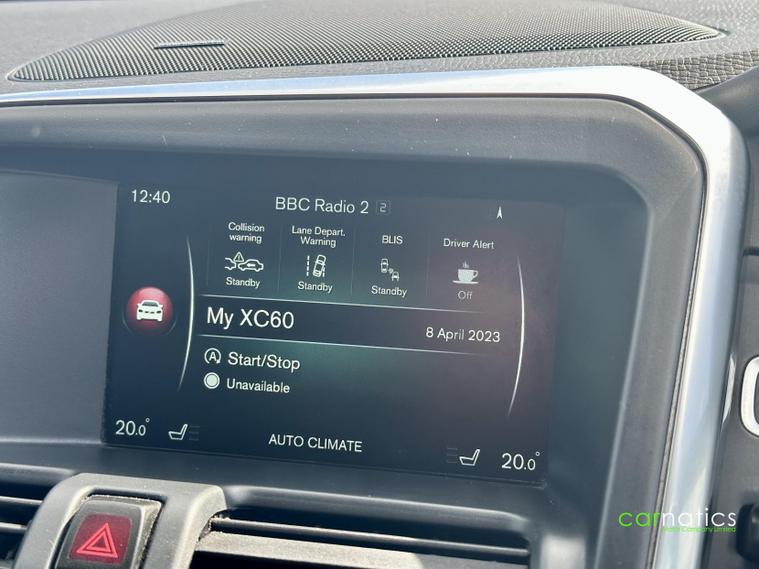 12:40
BBC Radio 2 2
Collision warning
Standby
Lane Depart. Warning
Standby
BLIS
Standby
Driver Alert
Off
My XC60
8 April 2023
A Start/Stop
Unavailable
20.0°
AUTO CLIMATE
20.0°
carnatics